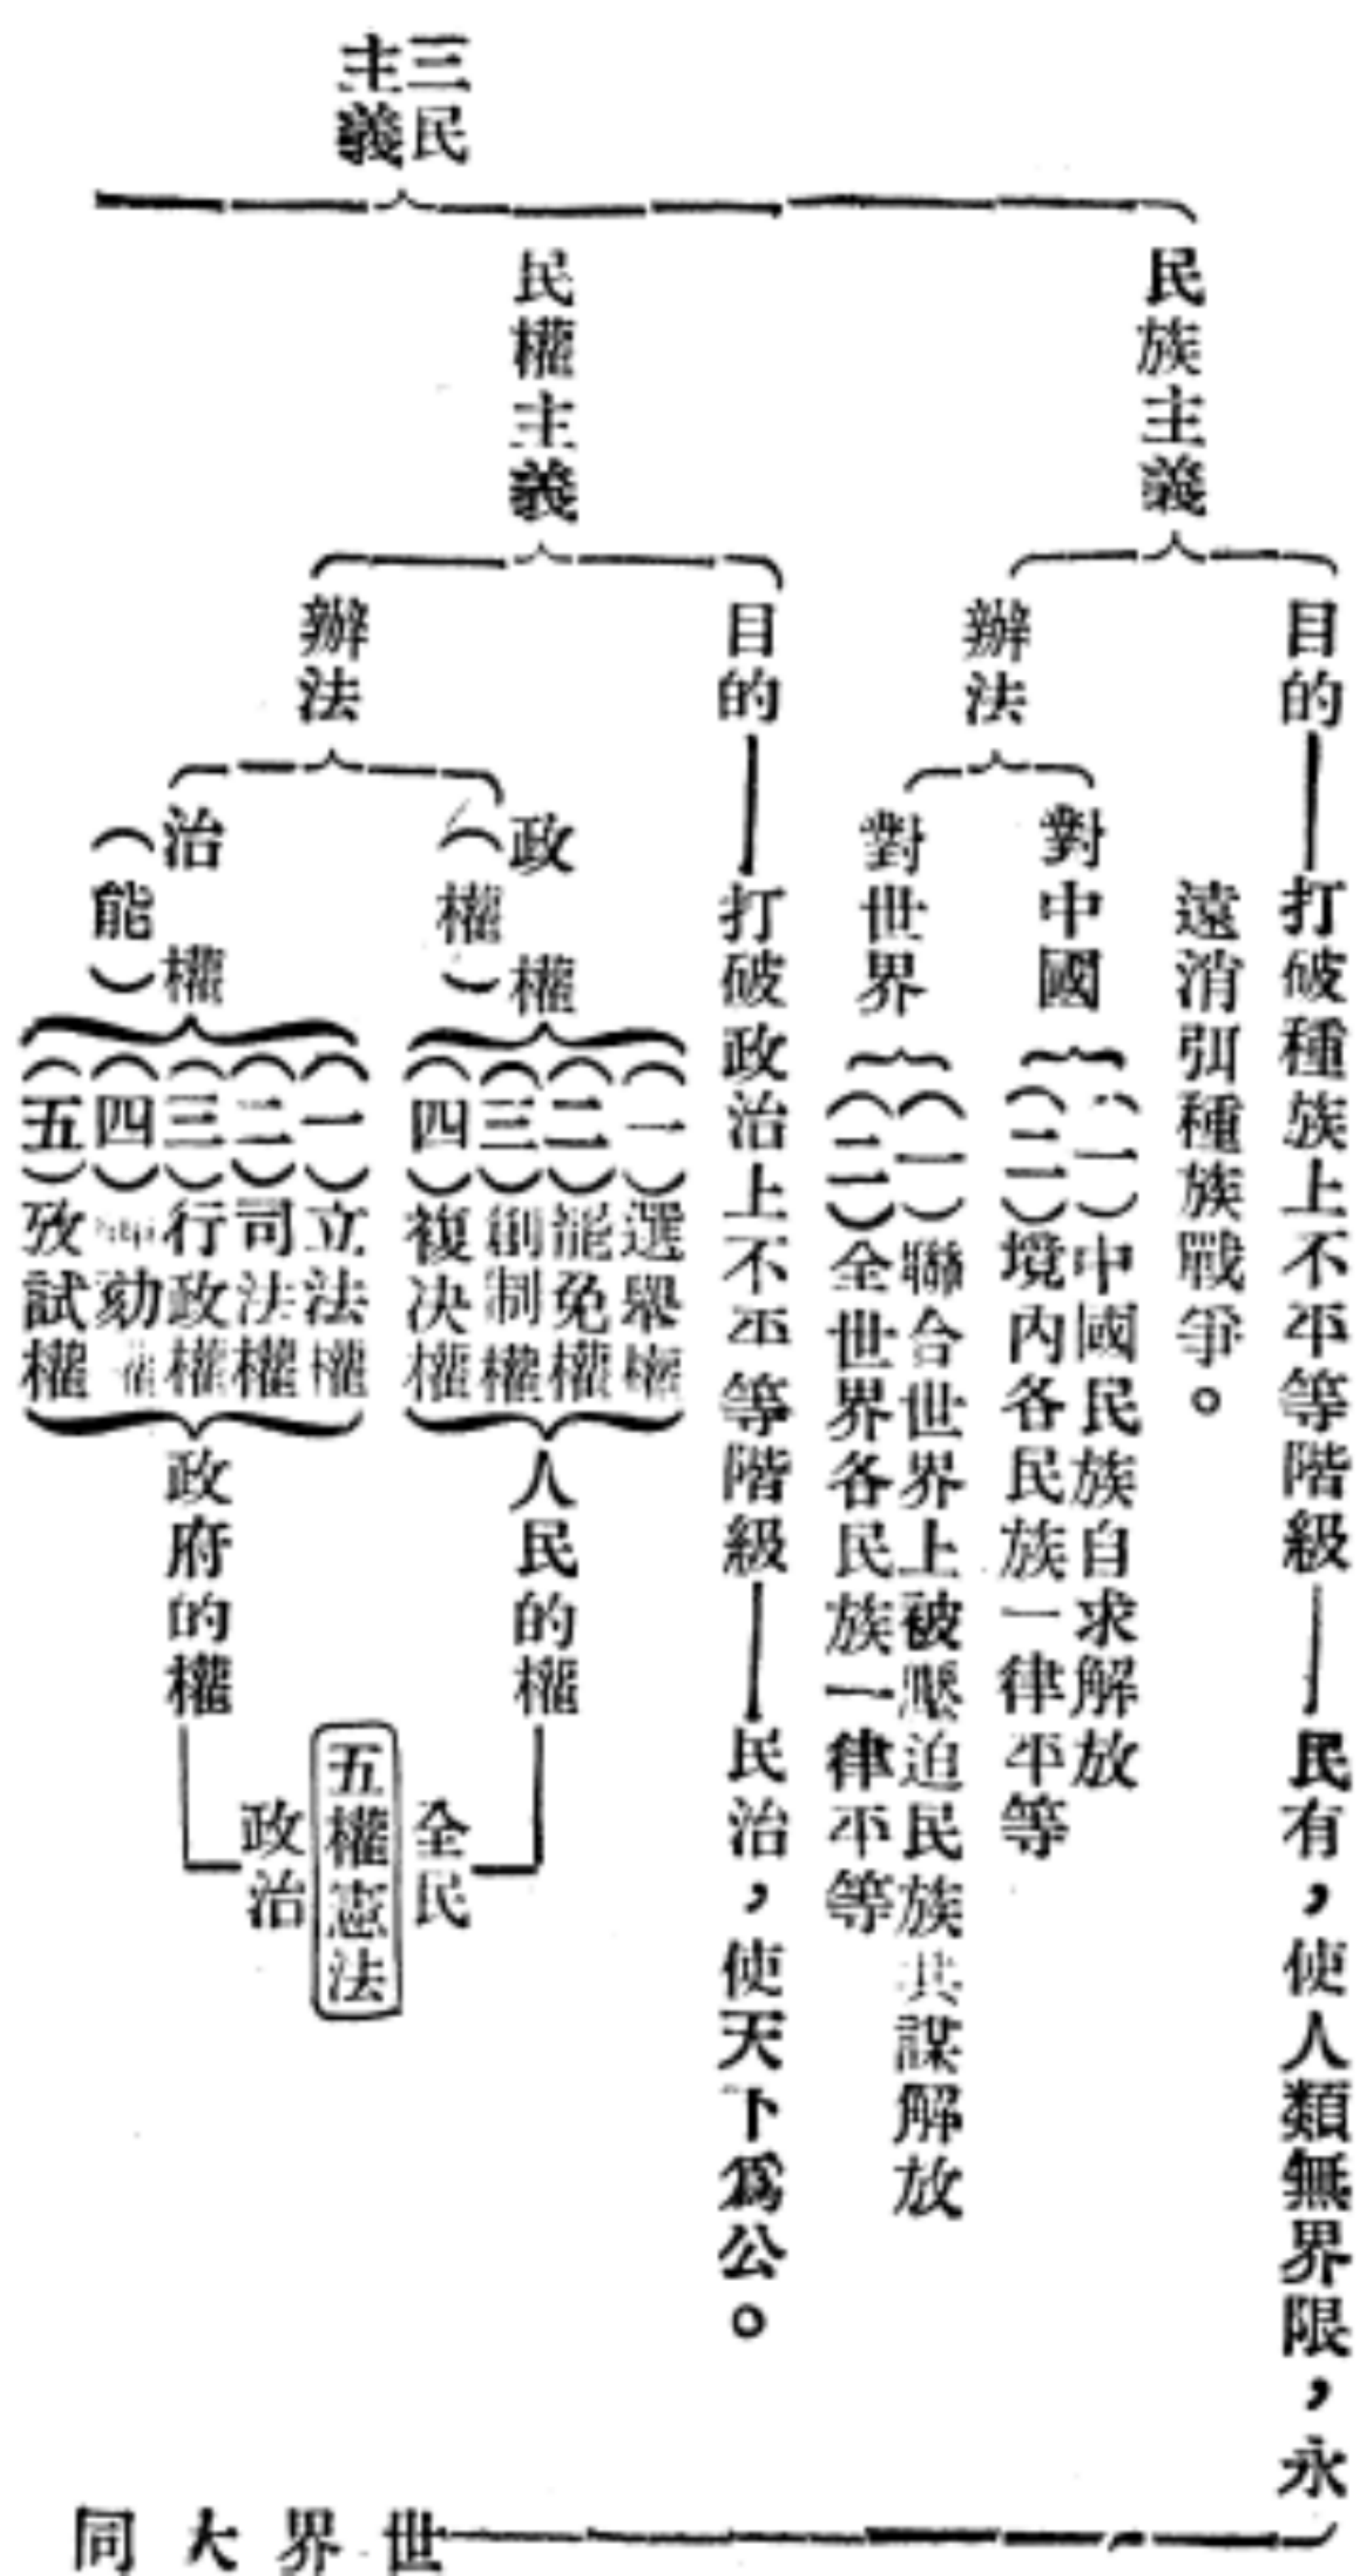 三民
主義
民族主義
目的
打破種族上不平等階級
民有，使人類無界限，永
遠消弭種族戰爭。
辦法
對中國
（一）中國民族自求解放
（二）境內各民族一律平等
對世界
（一）聯合世界上被壓迫民族共謀解放
（二）全世界各民族一律平等
民權主義
目的
打破政治上不平等階級
民治，使天下爲公。
辦法
政權
（權）
（一）選舉權
（二）罷免權
（三）創制權
（四）複決權
人民的權
治權
（能）
（一）立法權
（二）司法權
（三）行政權
（四）劾權
（五）攷試權
政府的權
全民
五權憲法
政治
世界大同